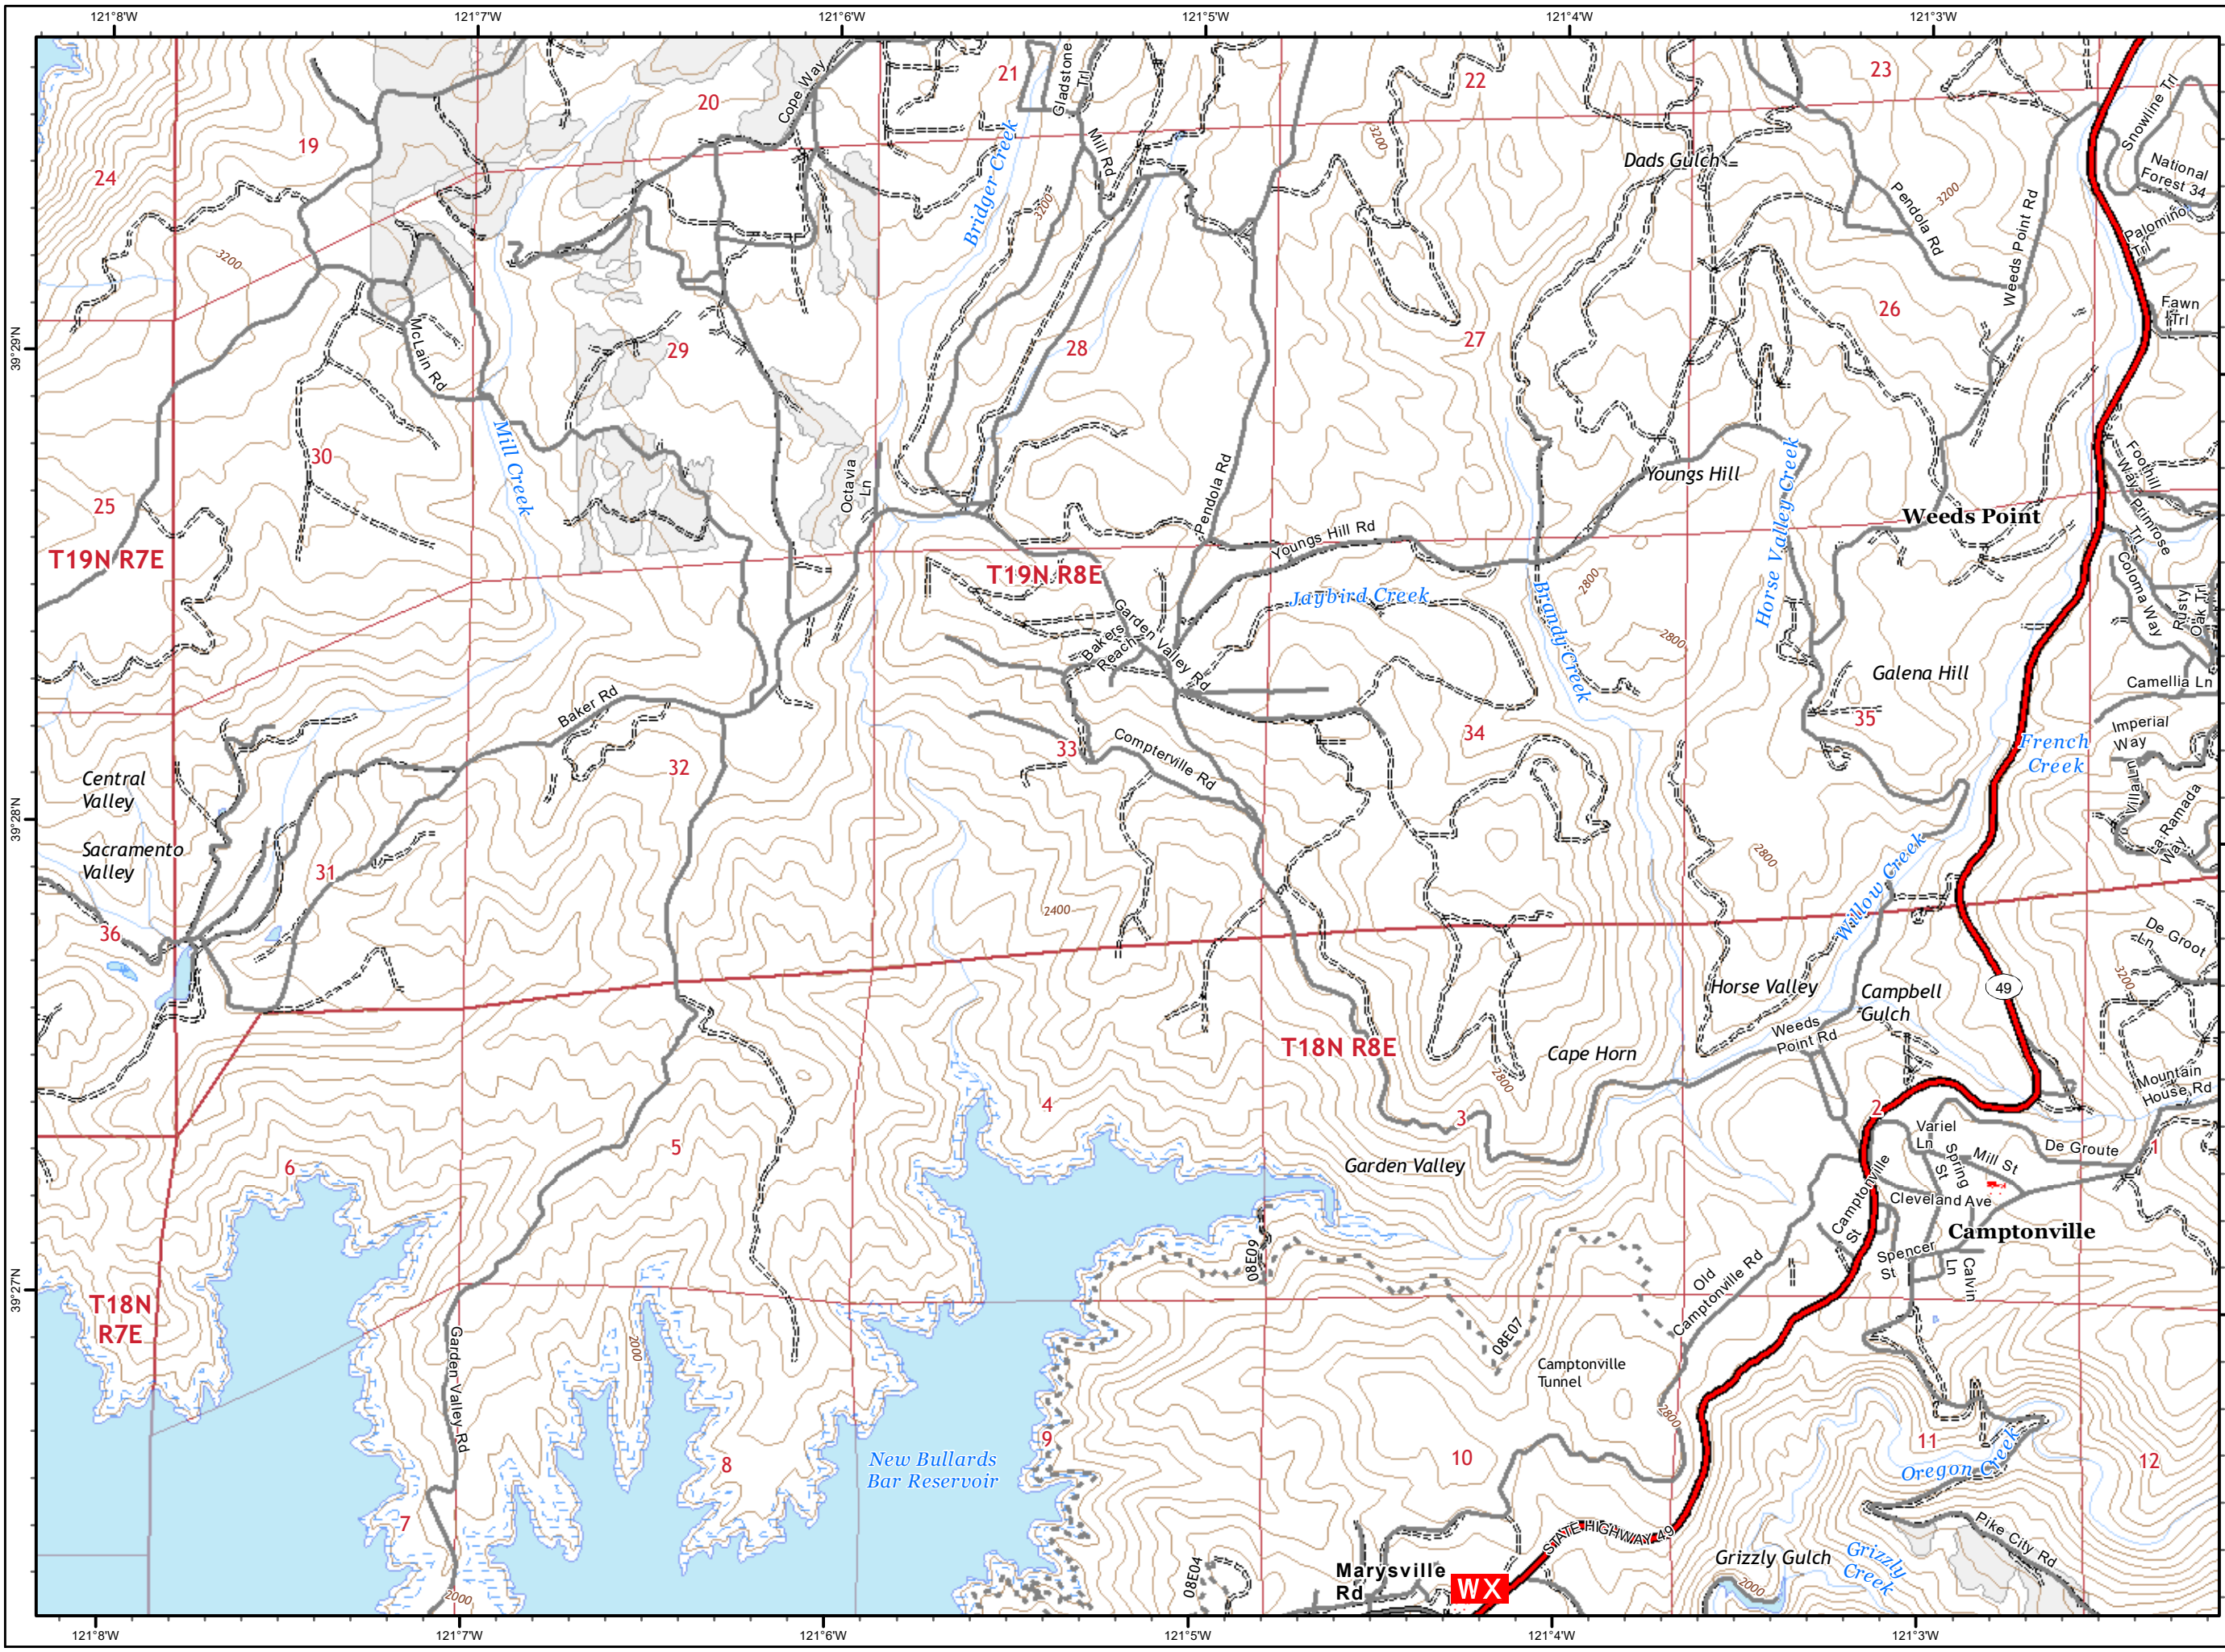 121°8'W
121°7'W
121°6'W
121°5'W
121°4'W
121°3'W
21
22
23
20
19
24
Cope Way
Gladstone
Trl
Mill Rd
Bridger Creek
3200
3200
3200
3200
Dads Gulch
Pendola Rd
Weeds Point Rd
Snowline Trl
National
Forest 34
Palomino
Trl
Fawn
Trl
39°29'N
McLain Rd
29
28
27
26
30
25
Mill Creek
Octavia
Ln
Pendola Rd
Youngs Hill
Horse Valley Creek
Foothill
Way
Primrose
Trl
Weeds Point
Youngs Hill Rd
T19N R7E
T19N R8E
Jaybird Creek
Brandy Creek
2800
2800
Coloma Way
Rusty
Oak Trl
Garden Valley Rd
Bakers
Reach
Galena Hill
Camellia Ln
Baker Rd
35
34
33
32
Compterville Rd
French
Creek
Imperial
Way
Villa
La Ramada
Way
Central
Valley
39°28'N
Sacramento
Valley
31
2800
Willow Creek
2400
36
De Groot
Ln
3200
49
Horse Valley
Campbell
Gulch
Weeds
Point Rd
T18N R8E
Cape Horn
2800
Mountain
House Rd
4
3
2
5
6
1
Variel
Ln
Spring
St
Mill St
De Groute
Garden Valley
Camptonville
St
Cleveland Ave
Camptonville
Spencer
St
Calvin
Ln
08E09
Old
Camptonville Rd
39°27'N
T18N
R7E
Garden Valley Rd
2000
08E07
Camptonville
Tunnel
2800
New Bullards
Bar Reservoir
9
8
7
10
11
12
Oregon Creek
STATE HIGHWAY 49
Pike City Rd
Grizzly Gulch
Grizzly
Creek
2000
2000
08E04
Marysville
Rd
WX
121°8'W
121°7'W
121°6'W
121°5'W
121°4'W
121°3'W